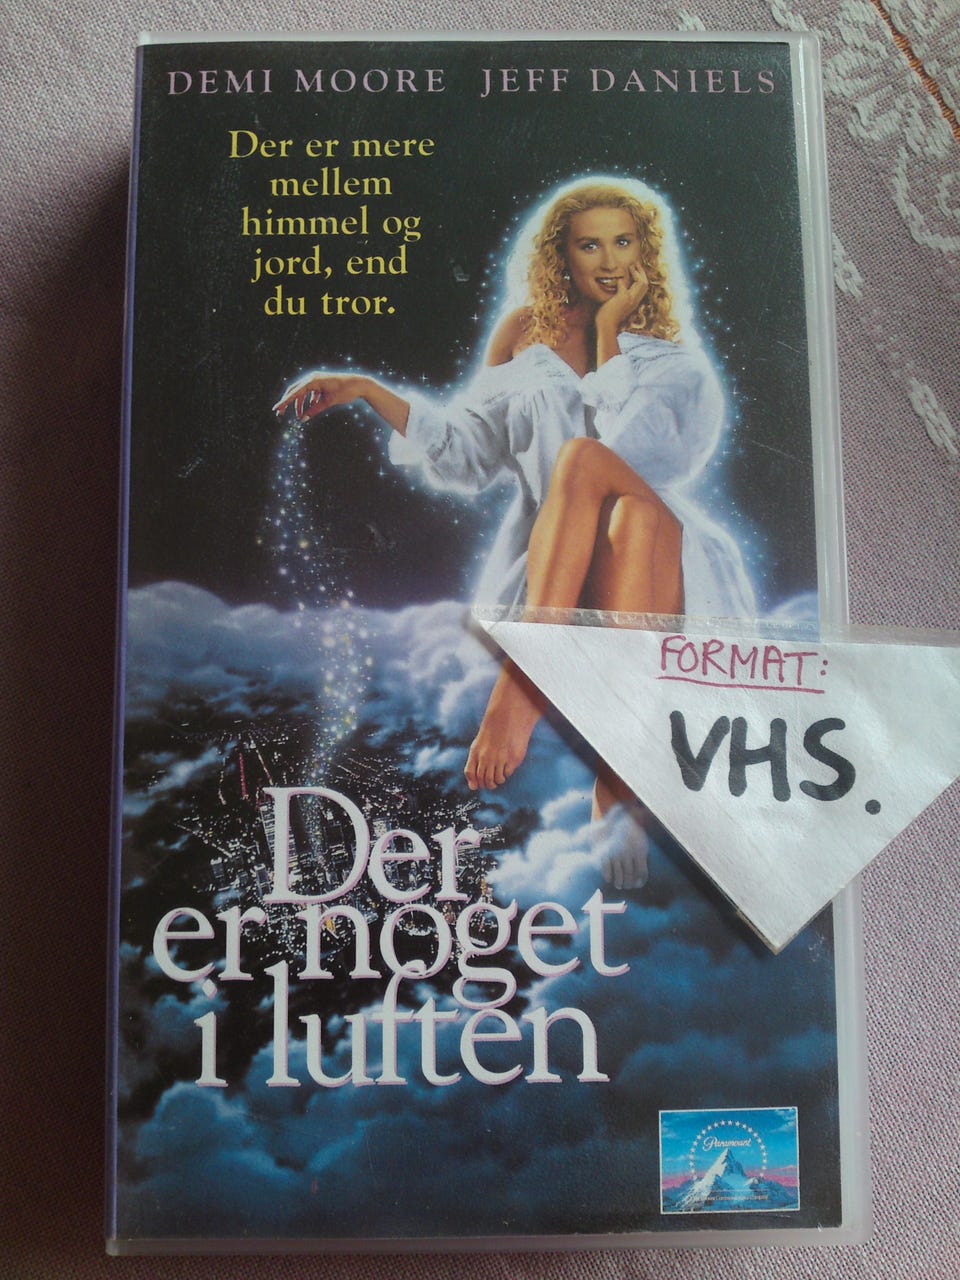 DEMI MOORE JEFF DANIELS
Der er mere
mellem
himmel og
jord, end
du tror.
FORMAT:
VHS.
Der
er noget
i luften
Paramount